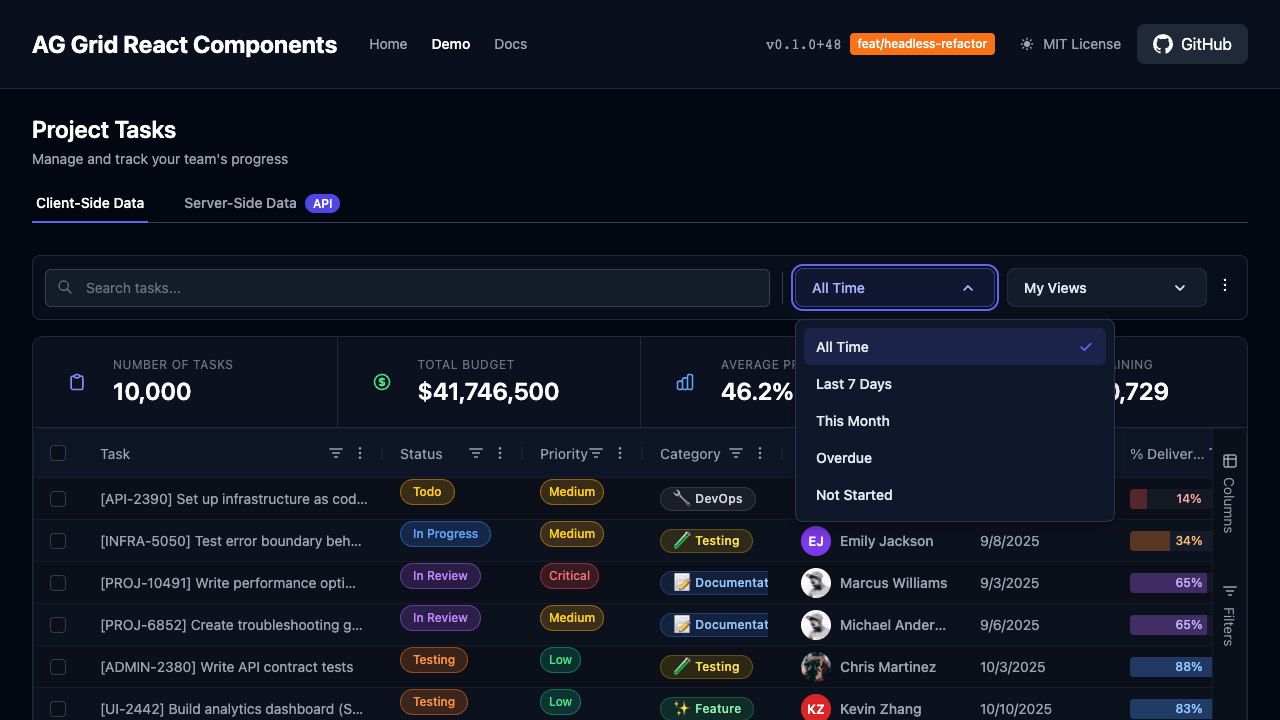 AG Grid React Components
Home
Demo
Docs
v0.1.0+48
feat/headless-refactor
MIT License
GitHub
Project Tasks
Manage and track your team's progress
Client-Side Data
Server-Side Data
API
Search tasks...
All Time
My Views
All Time
Last 7 Days
This Month
Overdue
Not Started
NUMBER OF TASKS
10,000
TOTAL BUDGET
$41,746,500
AVERAGE P
46.2%
AINING
,729
Task
Status
Priority
Category
% Deliver...
[API-2390] Set up infrastructure as cod...
Todo
Medium
DevOps
14%
[INFRA-5050] Test error boundary beh...
In Progress
Medium
Testing
EJ
Emily Jackson
9/8/2025
34%
[PROJ-10491] Write performance opti...
In Review
Critical
Documentat
Marcus Williams
9/3/2025
65%
[PROJ-6852] Create troubleshooting g...
In Review
Medium
Documentat
Michael Ander...
9/6/2025
65%
[ADMIN-2380] Write API contract tests
Testing
Low
Testing
Chris Martinez
10/3/2025
88%
[UI-2442] Build analytics dashboard (S...
Testing
Low
Feature
KZ
Kevin Zhang
10/10/2025
83%
Columns
Filters